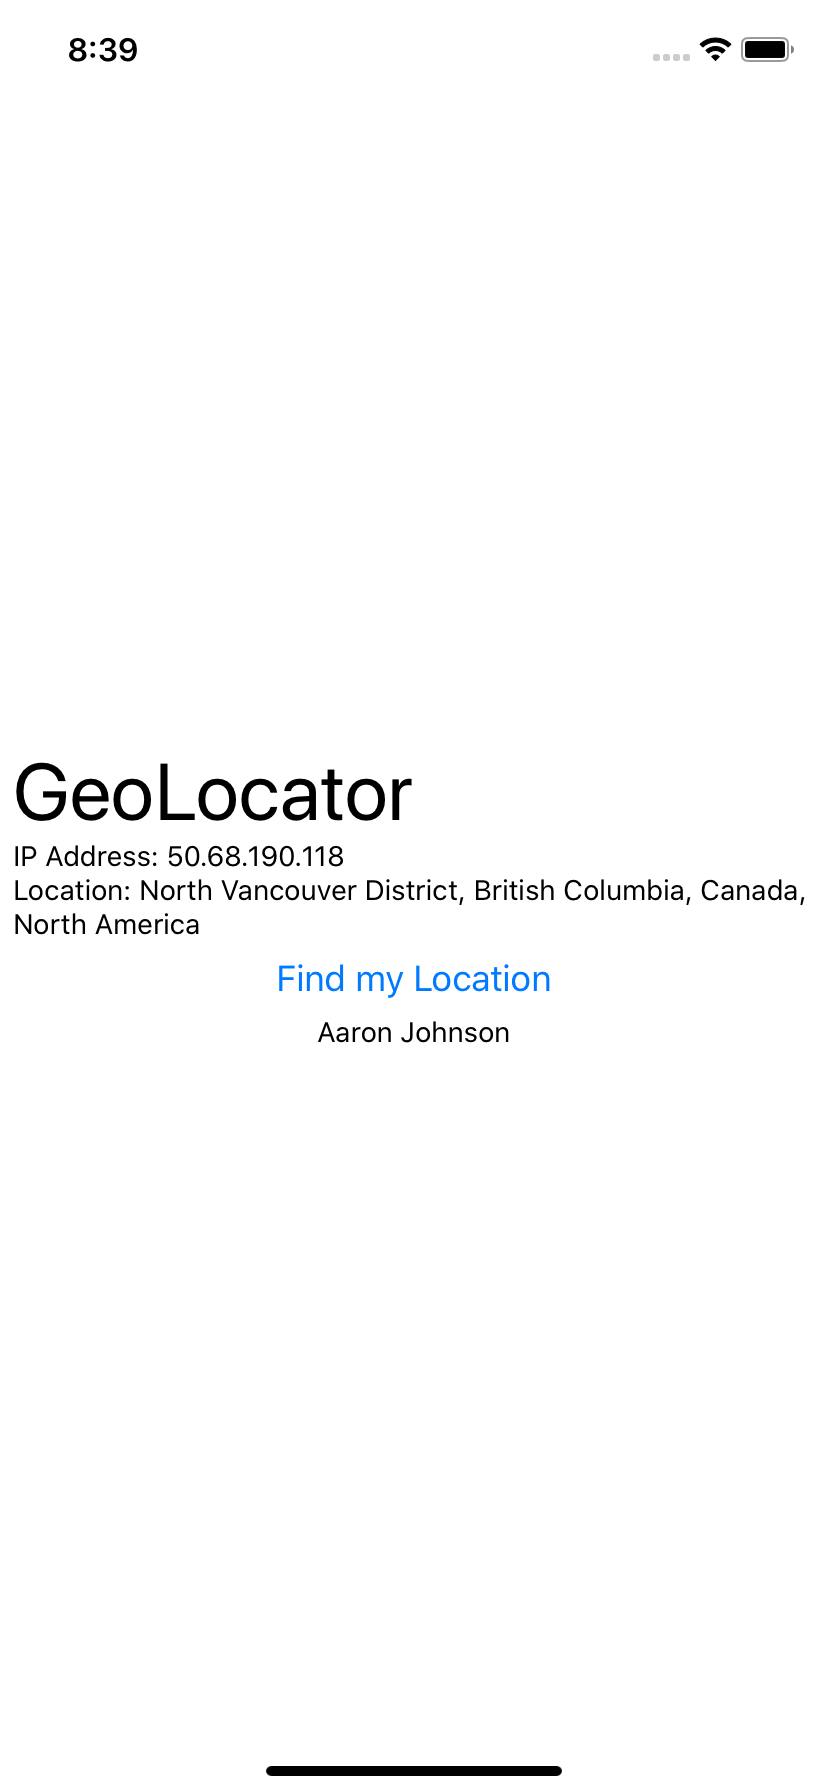 8:39
GeoLocator
IP Address: 50.68.190.118
Location: North Vancouver District, British Columbia, Canada,
North America
Find my Location
Aaron Johnson